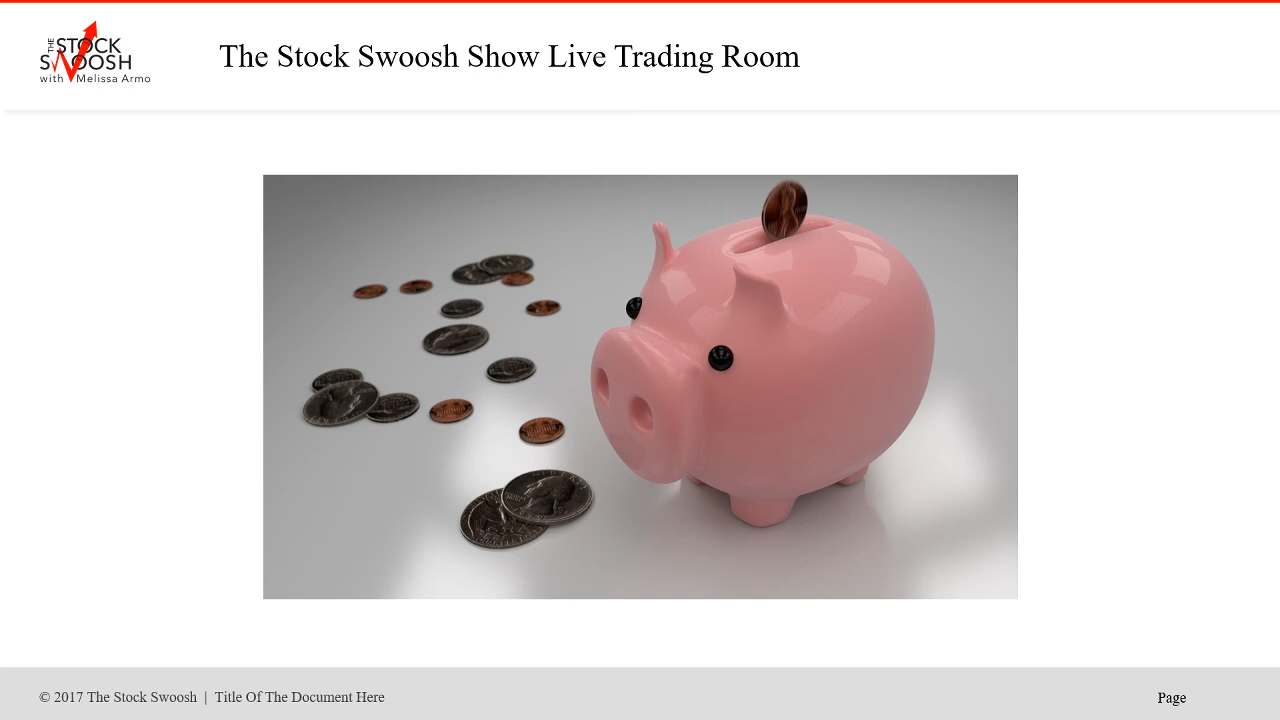 THE STOCK
SWOOSH
with Melissa Armo
The Stock Swoosh Show Live Trading Room
© 2017 The Stock Swoosh | Title Of The Document Here
Page